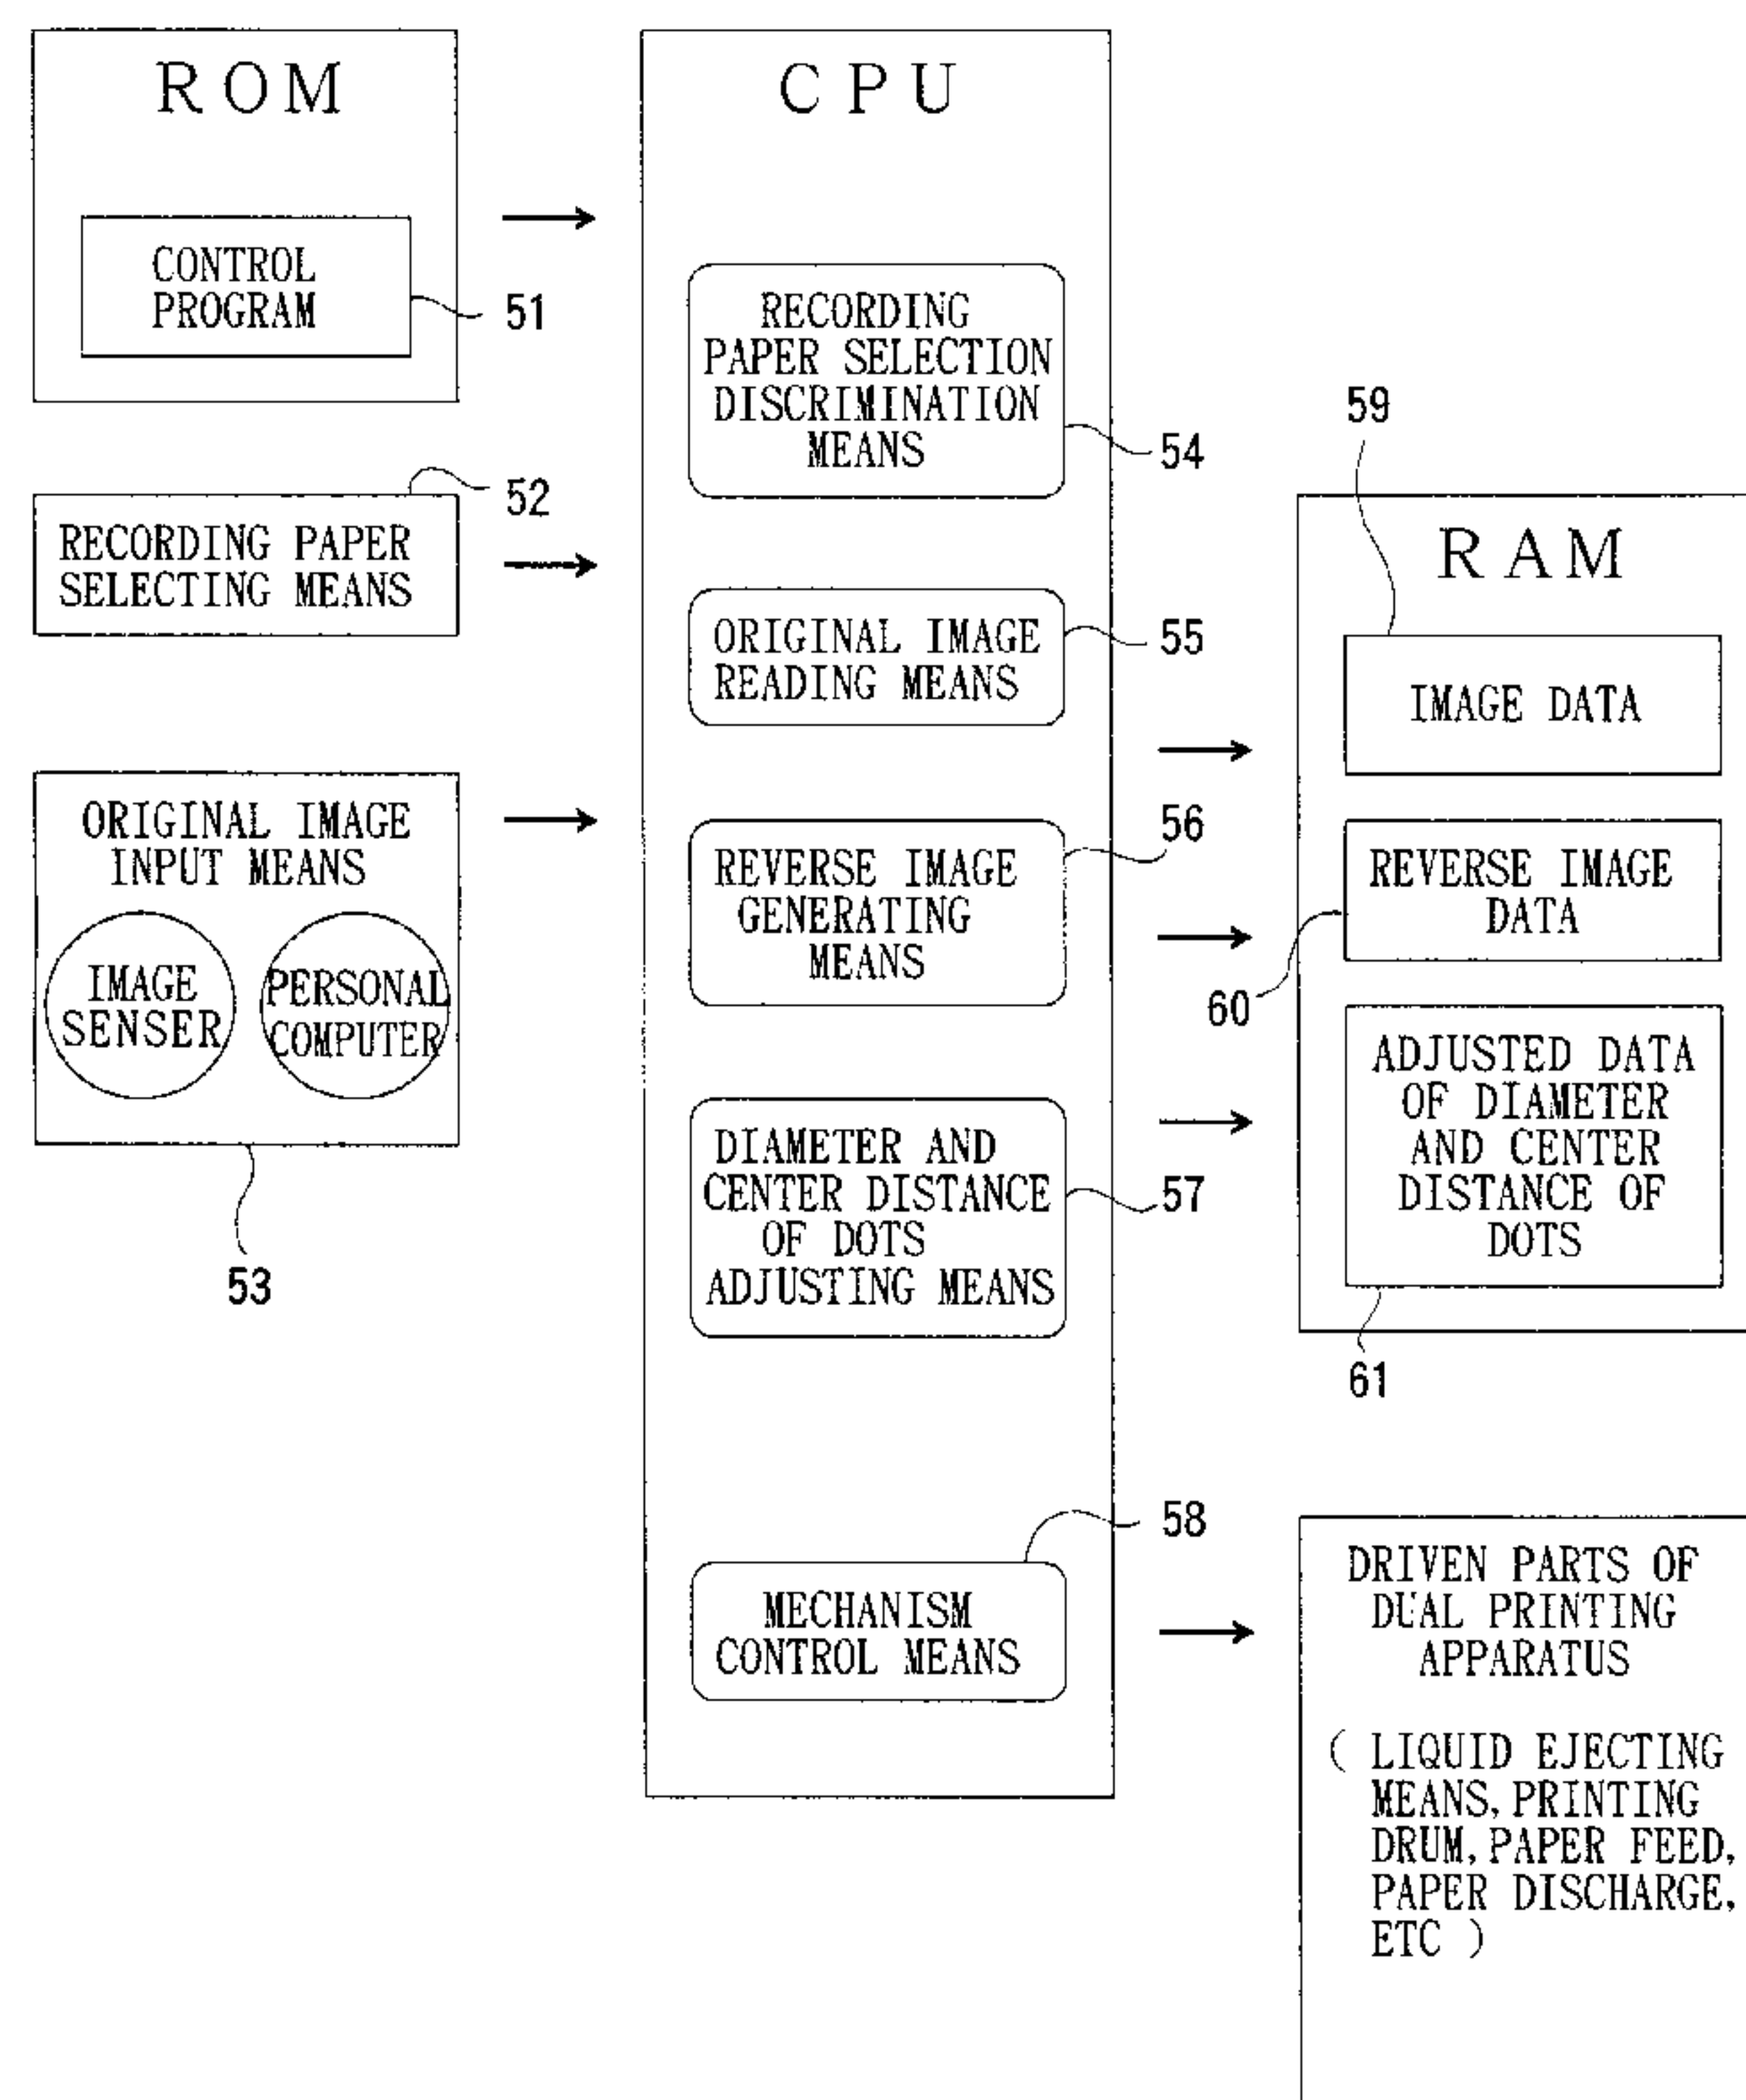 ROM
CONTROL
PROGRAM
51
52
RECORDING PAPER
SELECTING MEANS
ORIGINAL IMAGE
INPUT MEANS
IMAGE
SENSER
PERSONAL
COMPUTER
53
CPU
RECORDING
PAPER SELECTION
DISCRIMINATION
MEANS
54
ORIGINAL IMAGE
READING MEANS
55
REVERSE IMAGE
GENERATING
MEANS
56
DIAMETER AND
CENTER DISTANCE
OF DOTS
ADJUSTING MEANS
57
MECHANISM
CONTROL MEANS
58
59
RAM
IMAGE DATA
REVERSE IMAGE
DATA
60
ADJUSTED DATA
OF DIAMETER
AND CENTER
DISTANCE OF
DOTS
61
DRIVEN PARTS OF
DUAL PRINTING
APPARATUS
( LIQUID EJECTING
MEANS, PRINTING
DRUM, PAPER FEED,
PAPER DISCHARGE,
ETC )